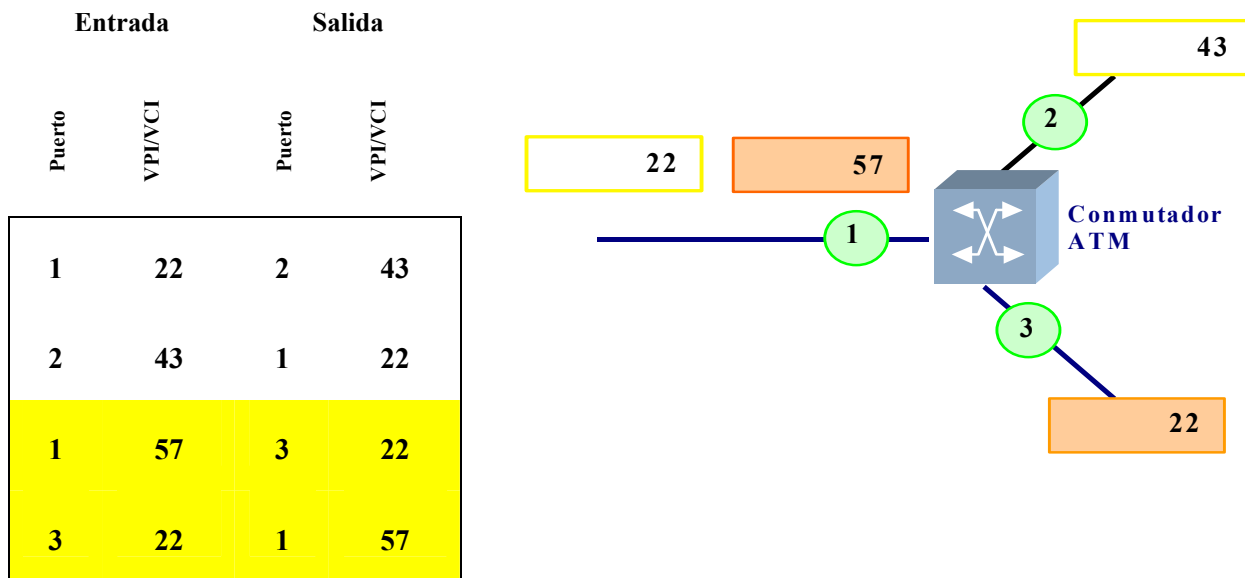 Entrada Salida
Puerto VPI/VCI Puerto VPI/VCI
1 22 2 43
2 43 1 22
1 57 3 22
3 22 1 57
43
2
22 57
1
Conmutador
ATM
3
22